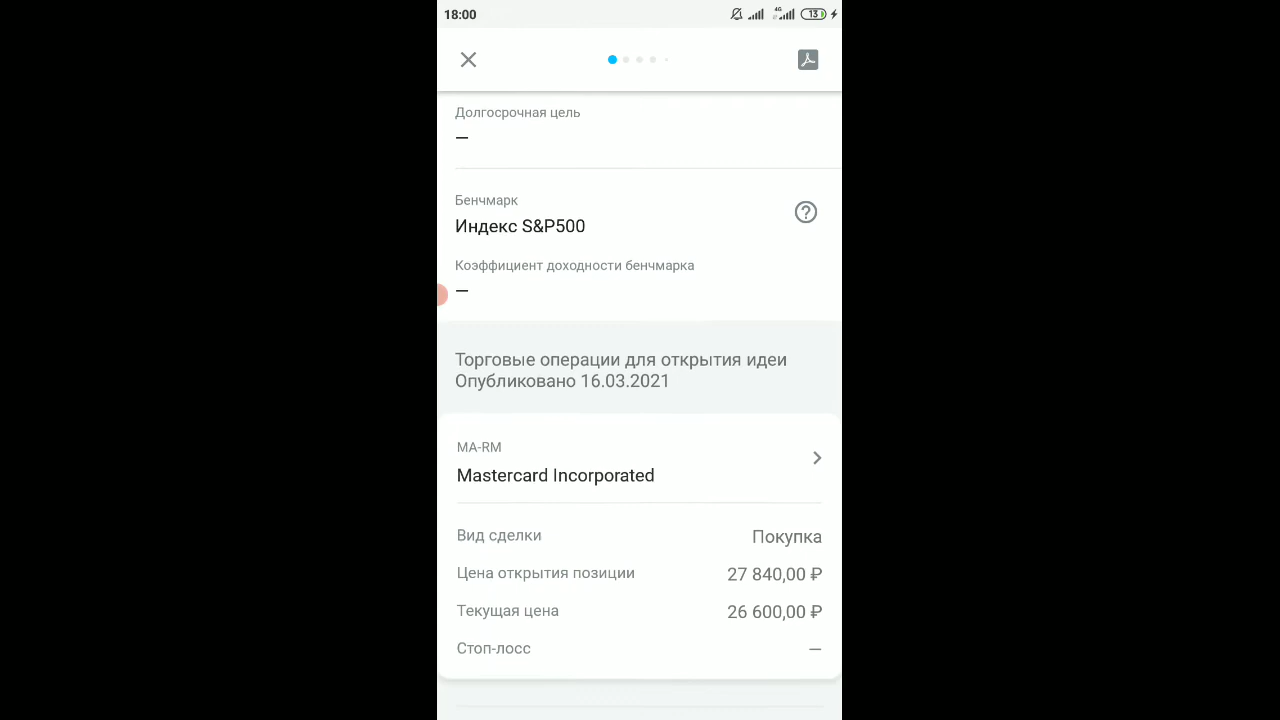 18:00
4G
13
Долгосрочная цель
—
Бенчмарк
Индекс S&P500
Коэффициент доходности бенчмарка
—
Торговые операции для открытия идеи
Опубликовано 16.03.2021
MA-RM
Mastercard Incorporated
Вид сделки Покупка
Цена открытия позиции 27 840,00 ₽
Текущая цена 26 600,00 ₽
Стоп-лосс —